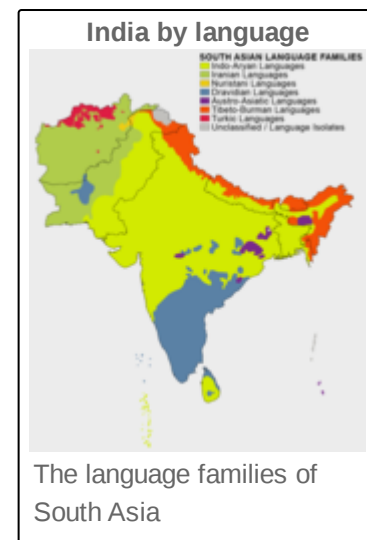 India by language
SOUTH ASIAN LANGUAGE FAMILIES
Indo-Aryan Languages
Iranian Languages
Nuristani Languages
Dravidian Languages
Austro-Asiatic Languages
Tibeto-Burman Languages
Turkic Languages
Unclassified / Language Isolates
The language families of
South Asia